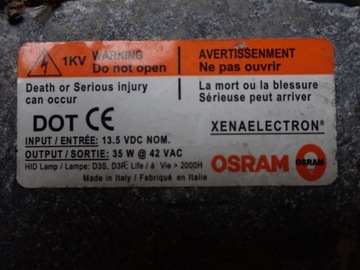 1KV WARNING
Do not open
AVERTISSENMENT
Ne pas ouvrir
Death or Serious injury
can occur
La mort ou la blessure
Sérieuse peut arriver
DOT CE
XENAELECTRON®
INPUT / ENTRÉE: 13.5 VDC NOM.
OUTPUT / SORTIE: 35 W @ 42 VAC
HID Lamp / Lampe: D3S, D3R, Life / á Vie > 2000H
Made in Italy / Fabriqué en Italie
OSRAM OSRAM